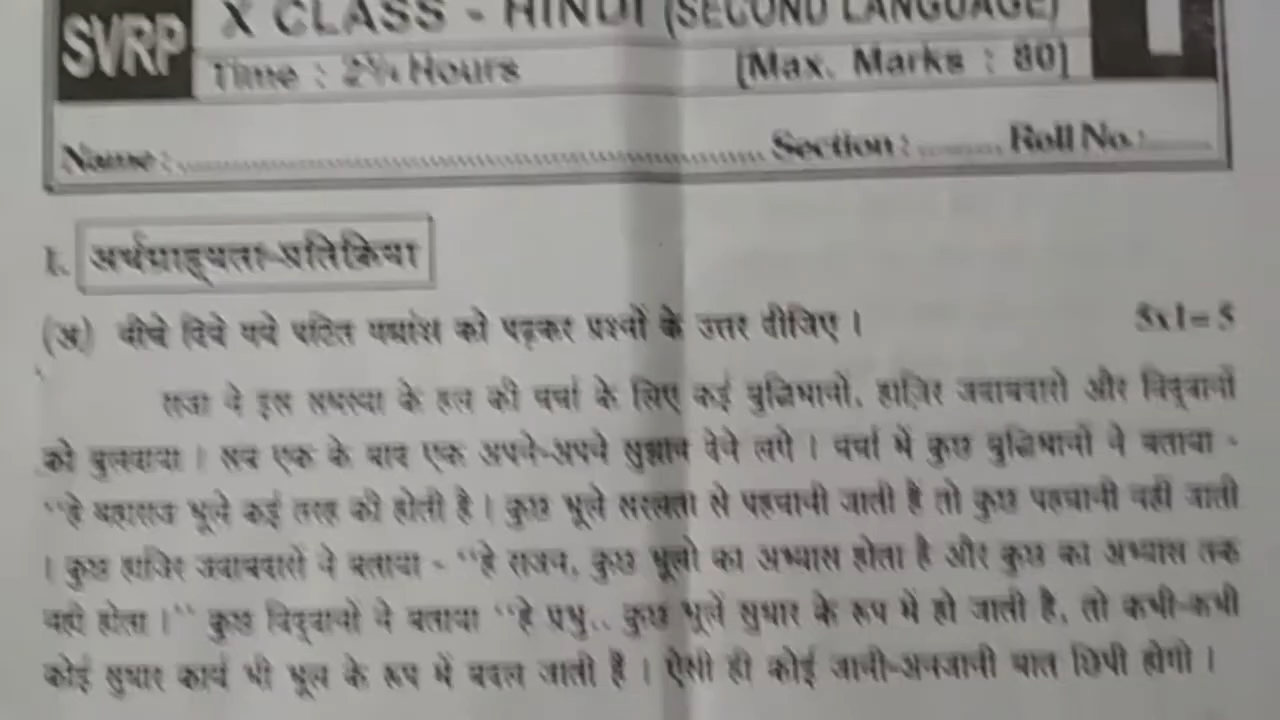 SVRP
X CLASS - HINDI (SECOND LANGUAGE)
Time : 2¾ Hours [Max. Marks : 80]
Name : Section : Roll No. :
I. अर्थग्राह्यता-प्रतिक्रिया
(अ) नीचे दिये गये पठित गद्यांश को पढ़कर प्रश्नों के उत्तर दीजिए । 5x1= 5
राजा ने इस समस्या के हल की चर्चा के लिए कई बुद्धिमानों, हाज़िर जवाबदारों और विद्वानों
को बुलवाया । सब एक के बाद एक अपने-अपने सुझाव देने लगे । चर्चा में कुछ बुद्धिमानों ने बताया -
"हे महाराज भूले कई तरह की होती है । कुछ भूले सरलता से पहचानी जाती हैं तो कुछ पहचानी नहीं जाती
। कुछ हाजिर जवाबदारों ने बताया - "हे राजन, कुछ भूलों का अभ्यास होता है और कुछ का अभ्यास तक
नहीं होता ।" कुछ विद्वानों ने बताया "हे प्रभु.. कुछ भूलें सुधार के रूप में हो जाती है, तो कभी-कभी
कोई सुधार कार्य भी भूल के रूप में बदल जाती हैं । ऐसी ही कोई जानी-अनजानी बात छिपी होगी ।